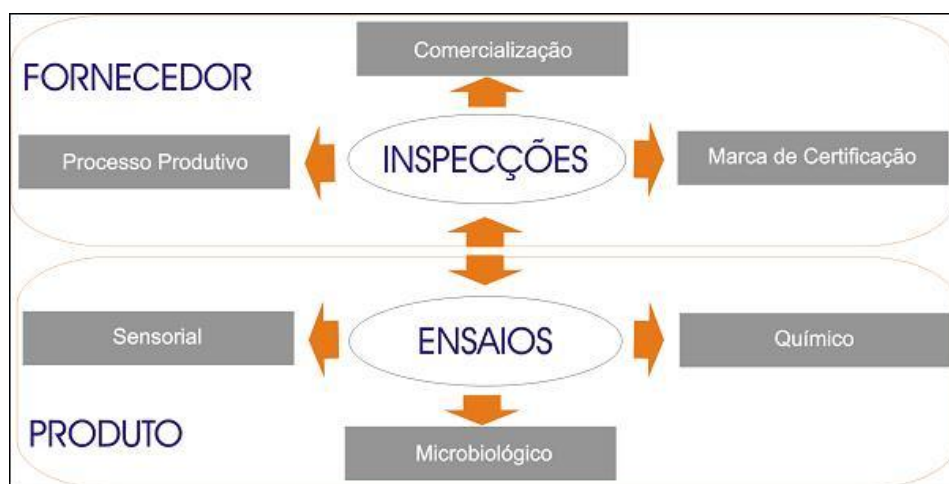 Comercialização
FORNECEDOR
Processo Produtivo
INSPECÇÕES
Marca de Certificação
Sensorial
ENSAIOS
Químico
PRODUTO
Microbiológico